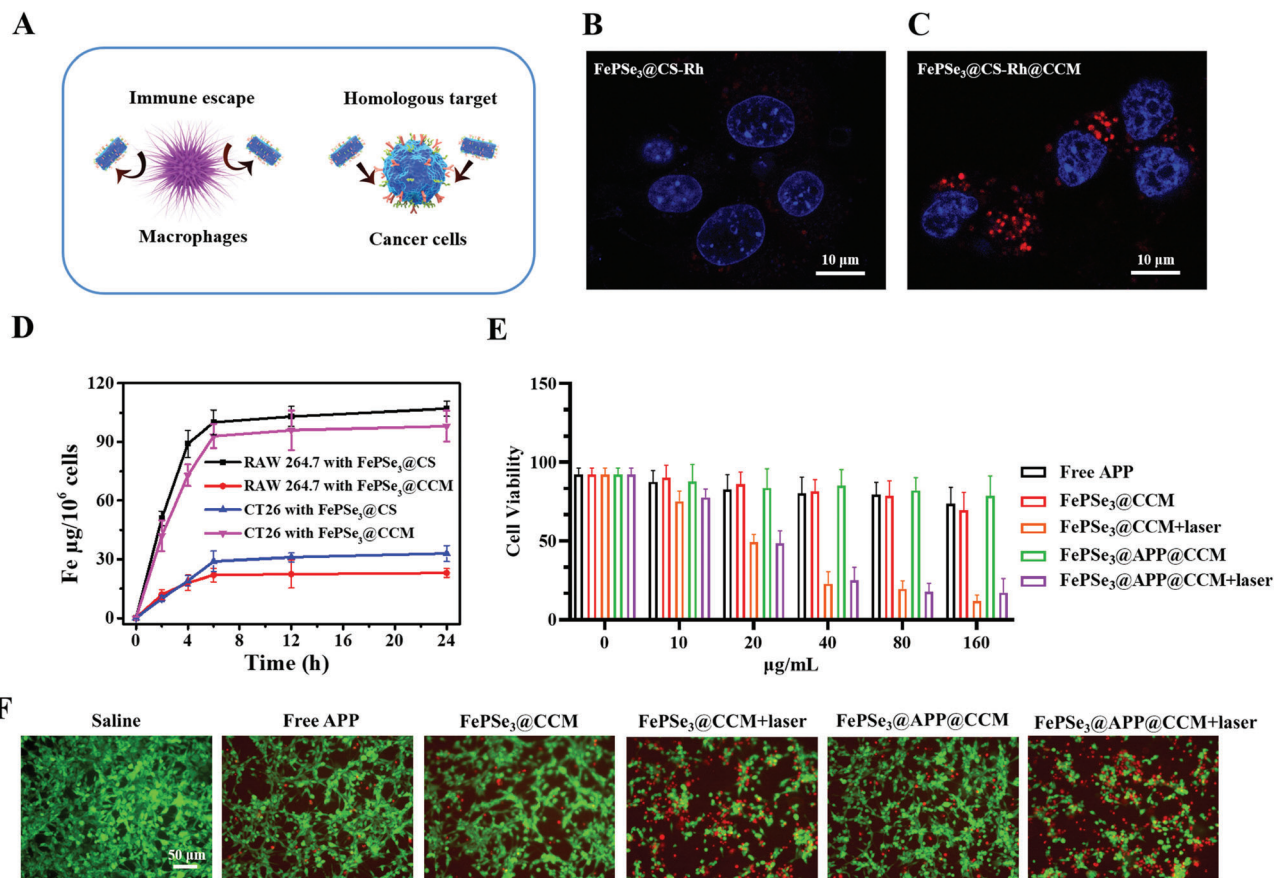 A
Immune escape
Homologous target
Macrophages
Cancer cells
B
FePSe₃@CS-Rh
10 μm
C
FePSe₃@CS-Rh@CCM
10 μm
D
Fe μg/10⁶ cells
120
90
60
30
0
RAW 264.7 with FePSe₃@CS
RAW 264.7 with FePSe₃@CCM
CT26 with FePSe₃@CS
CT26 with FePSe₃@CCM
0 4 8 12 16 20 24
Time (h)
E
Cell Viability
150
100
50
0
0 10 20 40 80 160
μg/mL
Free APP
FePSe₃@CCM
FePSe₃@CCM+laser
FePSe₃@APP@CCM
FePSe₃@APP@CCM+laser
F
Saline
50 μm
Free APP
FePSe₃@CCM
FePSe₃@CCM+laser
FePSe₃@APP@CCM
FePSe₃@APP@CCM+laser